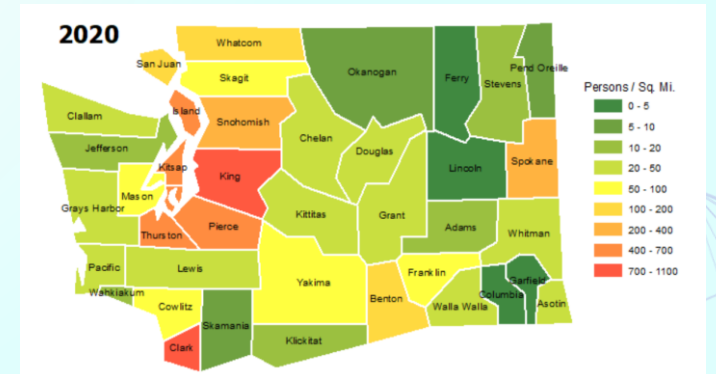 2020
Whatcom
San Juan
Skagit
Okanogan
Ferry
Stevens
Pend Oreille
Persons / Sq. Mi.
0 - 5
5 - 10
10 - 20
20 - 50
50 - 100
100 - 200
200 - 400
400 - 700
700 - 1100
Clallam
Island
Snohomish
Jefferson
Chelan
Douglas
Kitsap
King
Lincoln
Spokane
Mason
Grays Harbor
Kittitas
Grant
Thurston
Pierce
Adams
Whitman
Pacific
Lewis
Yakima
Franklin
Garfield
Wahkiakum
Cowlitz
Benton
Columbia
Walla Walla
Asotin
Skamania
Clark
Klickitat